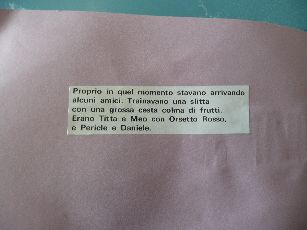 Proprio in quel momento stavano arrivando
alcuni amici. Trainavano una slitta
con una grossa cesta colma di frutti.
Erano Titta e Meo con Orsetto Rosso,
e Pericle e Daniele.